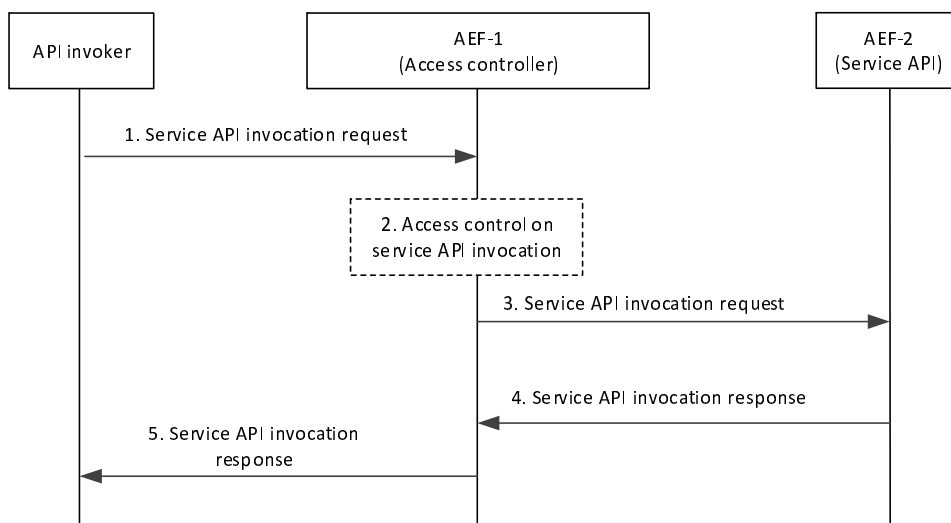 API invoker
AEF-1
(Access controller)
AEF-2
(Service API)
1. Service API invocation request
2. Access control on
service API invocation
3. Service API invocation request
4. Service API invocation response
5. Service API invocation
response